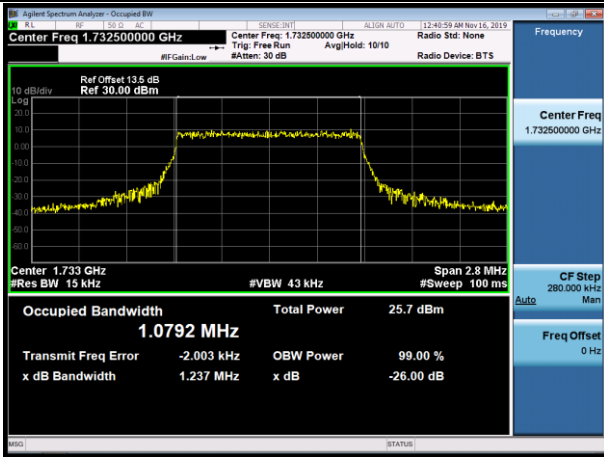 Agilent Spectrum Analyzer - Occupied BW
RL RF 50 Ω AC SENSE:INT ALIGN AUTO 12:40:59 AM Nov 16, 2019
Center Freq 1.732500000 GHz
Center Freq: 1.732500000 GHz Radio Std: None
Trig: Free Run Avg|Hold: 10/10
#IFGain:Low #Atten: 30 dB Radio Device: BTS
Frequency
Ref Offset 13.5 dB
10 dB/div Ref 30.00 dBm
Log
20.0
10.0
0.00
-10.0
-20.0
-30.0
-40.0
-50.0
-60.0
Center 1.733 GHz Span 2.8 MHz
#Res BW 15 kHz #VBW 43 kHz #Sweep 100 ms
Occupied Bandwidth Total Power 25.7 dBm
1.0792 MHz
Transmit Freq Error -2.003 kHz OBW Power 99.00 %
x dB Bandwidth 1.237 MHz x dB -26.00 dB
Center Freq
1.732500000 GHz
CF Step
280.000 kHz
Auto Man
Freq Offset
0 Hz
MSG STATUS